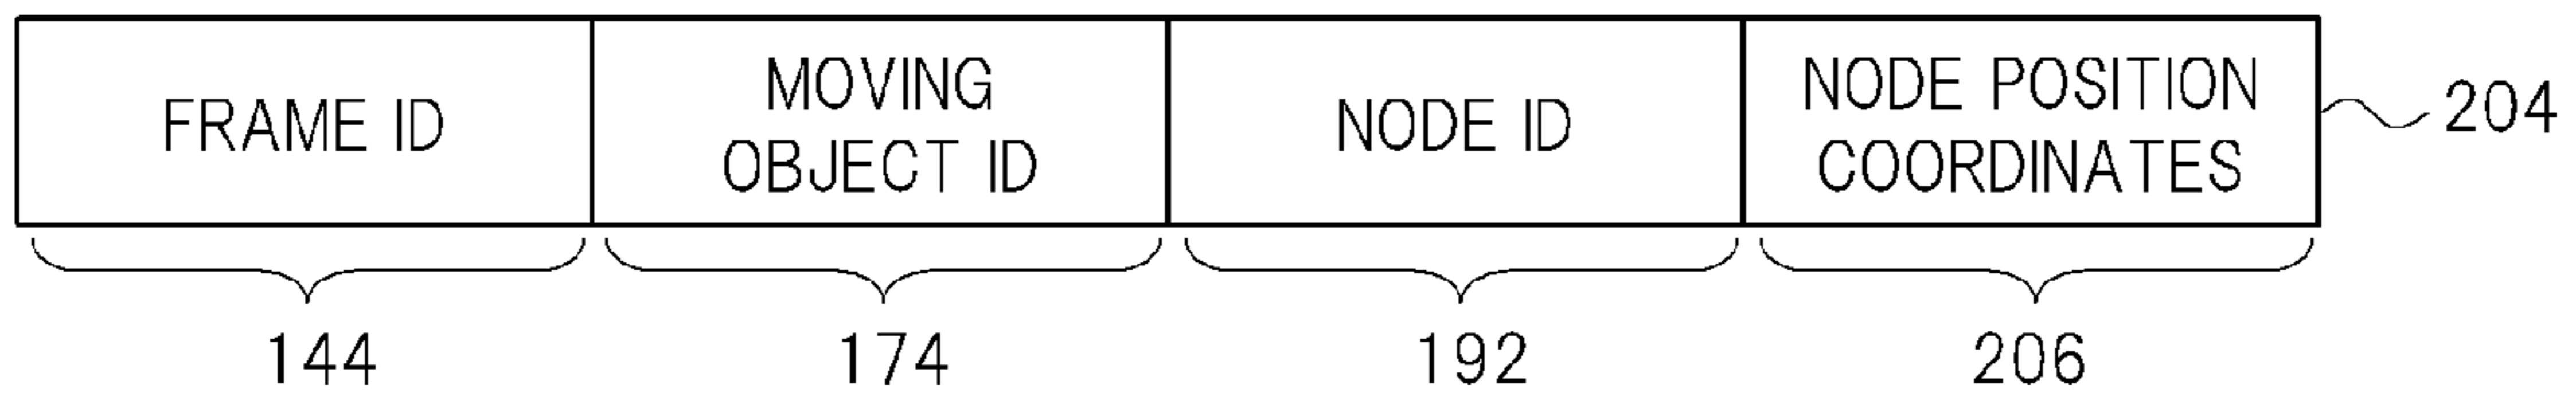 FRAME ID
MOVING
OBJECT ID
NODE ID
NODE POSITION
COORDINATES
204
144
174
192
206